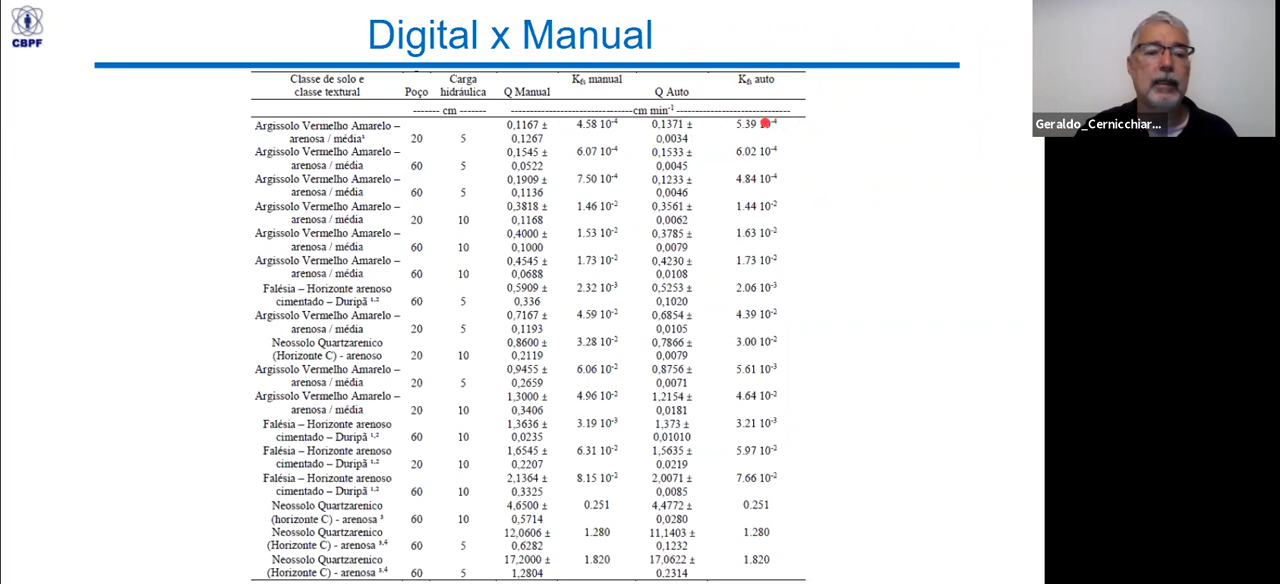 CBPF
Digital x Manual
Classe de solo e Carga Kfs manual Kfs auto
classe textural Poço hidráulica Q Manual Q Auto
------- cm ------- ------------------------------cm min-1 ----------------------------
Argissolo Vermelho Amarelo – 0,1167 ± 4.58 10-4 0,1371 ± 5.39
arenosa / média¹ 20 5 0,1267 0,0034
Argissolo Vermelho Amarelo – 0,1545 ± 6.07 10-4 0,1533 ± 6.02 10-4
arenosa / média 60 5 0,0522 0,0045
Argissolo Vermelho Amarelo – 0,1909 ± 7.50 10-4 0,1233 ± 4.84 10-4
arenosa / média 60 5 0,1136 0,0046
Argissolo Vermelho Amarelo – 0,3818 ± 1.46 10-2 0,3561 ± 1.44 10-2
arenosa / média 20 10 0,1168 0,0062
Argissolo Vermelho Amarelo – 0,4000 ± 1.53 10-2 0,3785 ± 1.63 10-2
arenosa / média 60 10 0,1000 0,0079
Argissolo Vermelho Amarelo – 0,4545 ± 1.73 10-2 0,4230 ± 1.73 10-2
arenosa / média 60 10 0,0688 0,0108
Falésia – Horizonte arenoso 0,5909 ± 2.32 10-3 0,5253 ± 2.06 10-3
cimentado – Duripã 1,2 60 5 0,336 0,1020
Argissolo Vermelho Amarelo – 0,7167 ± 4.59 10-2 0,6854 ± 4.39 10-2
arenosa / média 20 5 0,1193 0,0105
Neossolo Quartzarenico 0,8600 ± 3.28 10-2 0,7866 ± 3.00 10-2
(Horizonte C) - arenoso 20 10 0,2119 0,0079
Argissolo Vermelho Amarelo – 0,9455 ± 6.06 10-2 0,8756 ± 5.61 10-3
arenosa / média 20 5 0,2659 0,0071
Argissolo Vermelho Amarelo – 1,3000 ± 4.96 10-2 1,2154 ± 4.64 10-2
arenosa / média 20 10 0,3406 0,0181
Falésia – Horizonte arenoso 1,3636 ± 3.19 10-3 1,373 ± 3.21 10-3
cimentado – Duripã 1,2 60 10 0,0235 0,01010
Falésia – Horizonte arenoso 1,6545 ± 6.31 10-2 1,5635 ± 5.97 10-2
cimentado – Duripã 1,2 20 10 0,2207 0,0219
Falésia – Horizonte arenoso 2,1364 ± 8.15 10-2 2,0071 ± 7.66 10-2
cimentado – Duripã 1,2 60 10 0,3325 0,0085
Neossolo Quartzarenico 4,6500 ± 0.251 4,4772 ± 0.251
(horizonte C) - arenosa 3 60 10 0,5714 0,0280
Neossolo Quartzarenico 12,0606 ± 1.280 11,1403 ± 1.280
(Horizonte C) - arenosa 3,4 60 5 0,6282 0,1232
Neossolo Quartzarenico 17,2000 ± 1.820 17,0622 ± 1.820
(Horizonte C) - arenosa 3,4 60 5 1,2804 0,2314
Geraldo_Cernicchiar...